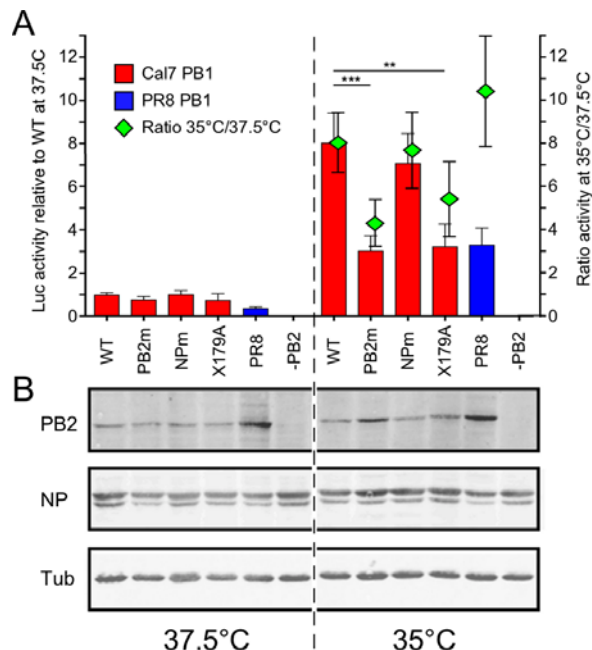 A
Luc activity relative to WT at 37.5C
12
10
8
6
4
2
0
Cal7 PB1
PR8 PB1
Ratio 35°C/37.5°C
**
***
12
10
8
6
4
2
0
Ratio activity at 35°C/37.5°C
WT
PB2m
NPm
X179A
PR8
-PB2
WT
PB2m
NPm
X179A
PR8
-PB2
B
PB2
NP
Tub
37.5°C
35°C